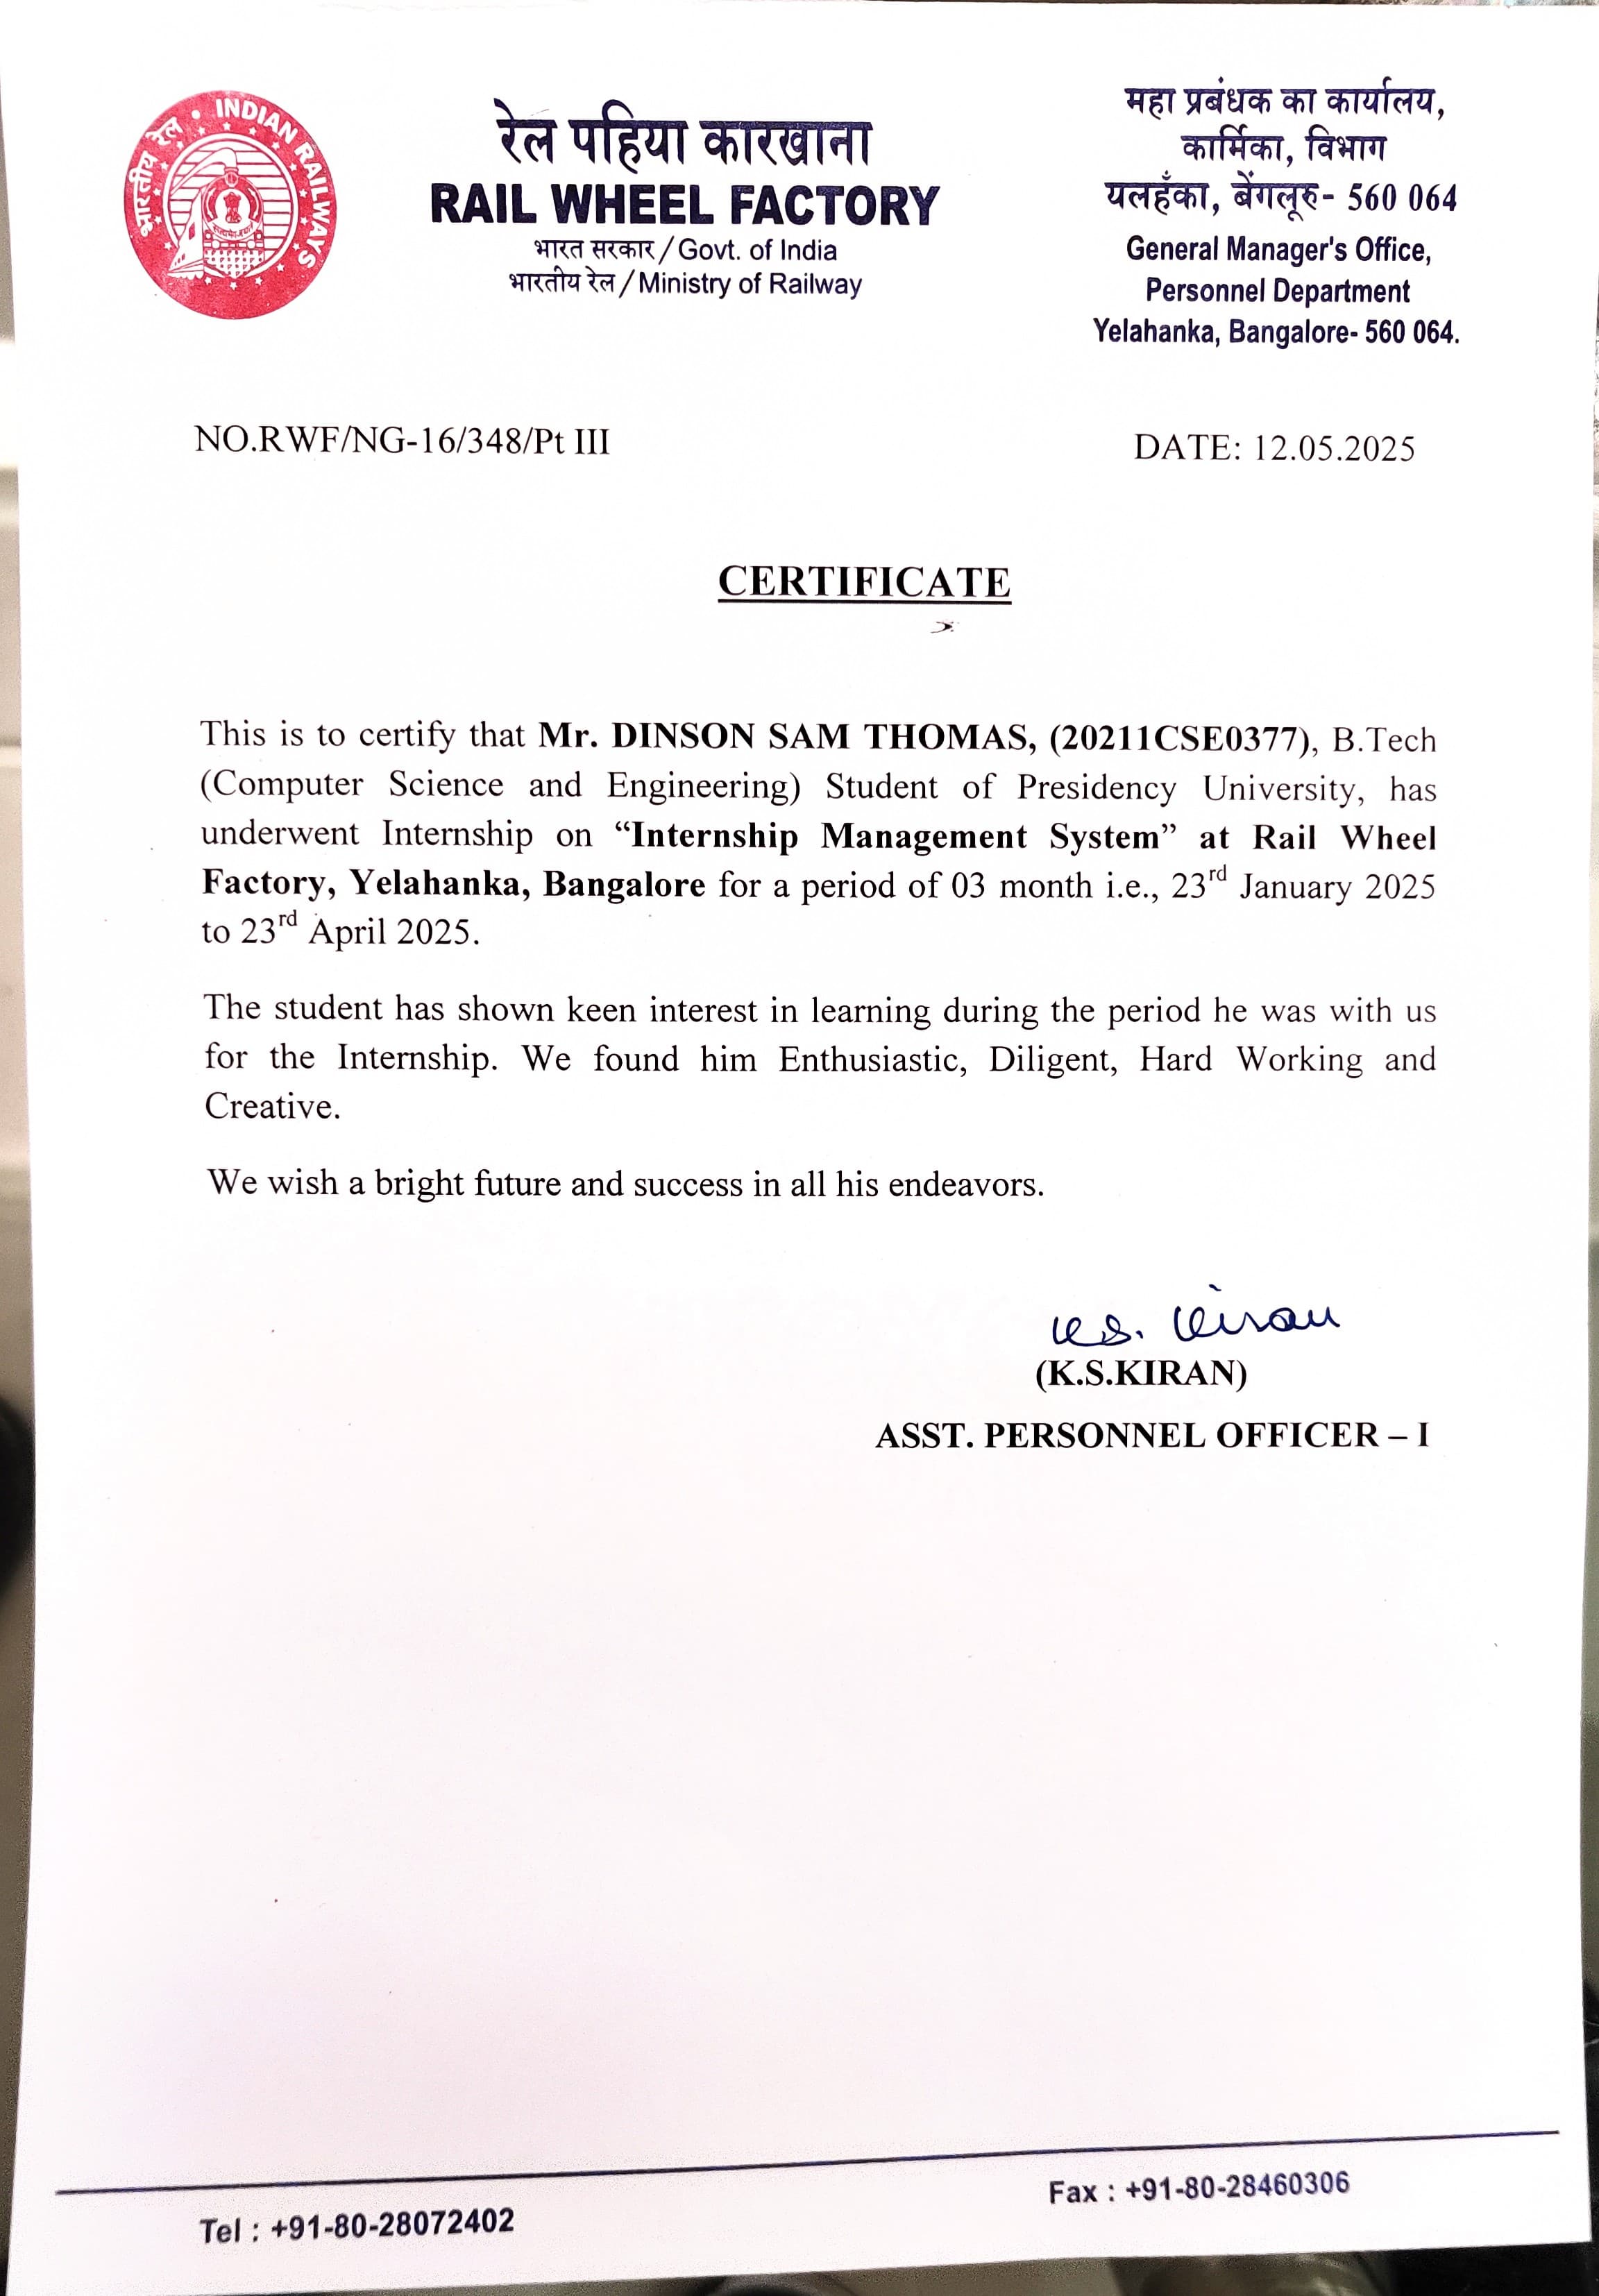 भारतीय रेल • INDIAN RAILWAYS
रेल पहिया कारखाना
RAIL WHEEL FACTORY
भारत सरकार / Govt. of India
भारतीय रेल / Ministry of Railway
महा प्रबंधक का कार्यालय,
कार्मिका, विभाग
यलहँका, बेंगलूरु- 560 064
General Manager's Office,
Personnel Department
Yelahanka, Bangalore- 560 064.
NO.RWF/NG-16/348/Pt III
DATE: 12.05.2025
CERTIFICATE
This is to certify that Mr. DINSON SAM THOMAS, (20211CSE0377), B.Tech
(Computer Science and Engineering) Student of Presidency University, has
underwent Internship on “Internship Management System” at Rail Wheel
Factory, Yelahanka, Bangalore for a period of 03 month i.e., 23rd January 2025
to 23rd April 2025.
The student has shown keen interest in learning during the period he was with us
for the Internship. We found him Enthusiastic, Diligent, Hard Working and
Creative.
We wish a bright future and success in all his endeavors.
K.S. Kiran
(K.S.KIRAN)
ASST. PERSONNEL OFFICER – I
Tel : +91-80-28072402
Fax : +91-80-28460306